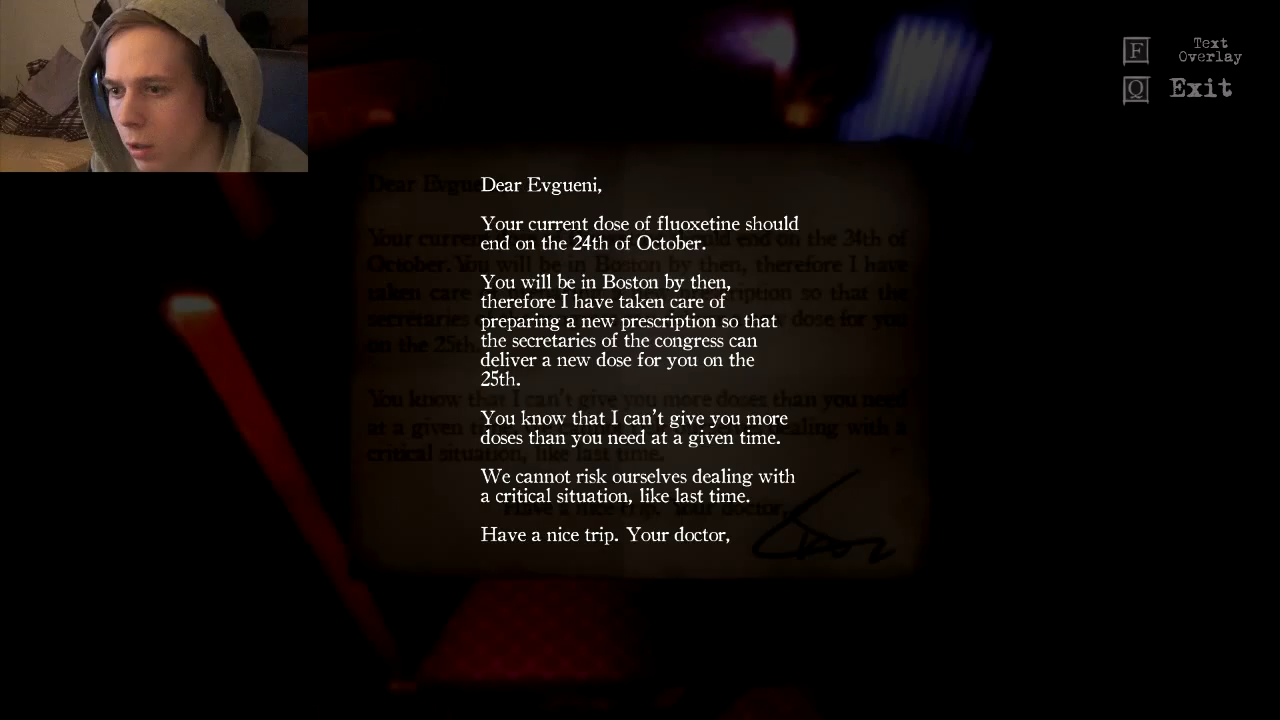 F
Text
Overlay
Q
Exit
Dear Evgueni,
Your current dose of fluoxetine should
end on the 24th of October.
You will be in Boston by then,
therefore I have taken care of
preparing a new prescription so that
the secretaries of the congress can
deliver a new dose for you on the
25th.
You know that I can't give you more
doses than you need at a given time.
We cannot risk ourselves dealing with
a critical situation, like last time.
Have a nice trip. Your doctor,